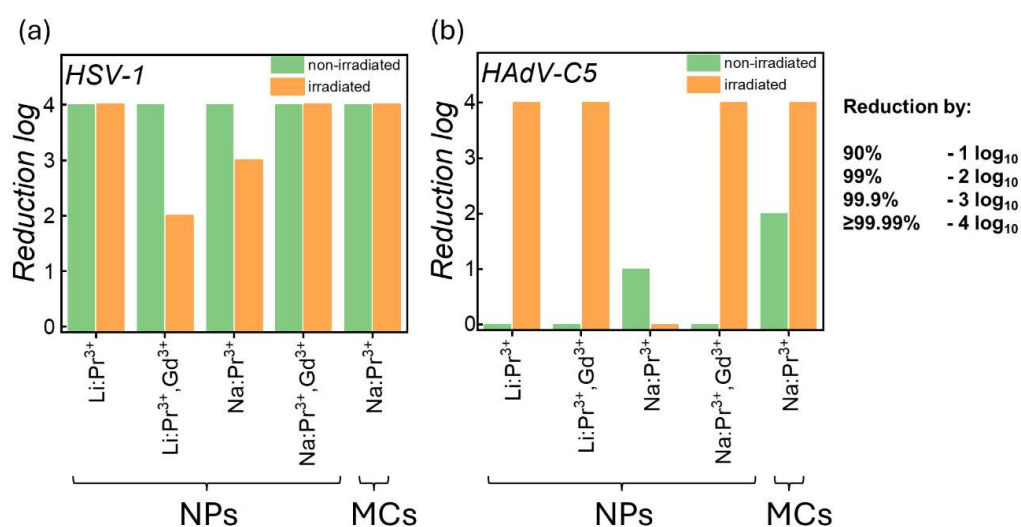 (a)
HSV-1
non-irradiated
irradiated
Reduction log
4
3
2
1
0
Li:Pr³⁺
Li:Pr³⁺,Gd³⁺
Na:Pr³⁺
Na:Pr³⁺,Gd³⁺
Na:Pr³⁺
NPs
MCs
(b)
HAdV-C5
non-irradiated
irradiated
Reduction log
4
3
2
1
0
Li:Pr³⁺
Li:Pr³⁺,Gd³⁺
Na:Pr³⁺
Na:Pr³⁺,Gd³⁺
Na:Pr³⁺
NPs
MCs
Reduction by:
90% - 1 log₁₀
99% - 2 log₁₀
99.9% - 3 log₁₀
≥99.99% - 4 log₁₀